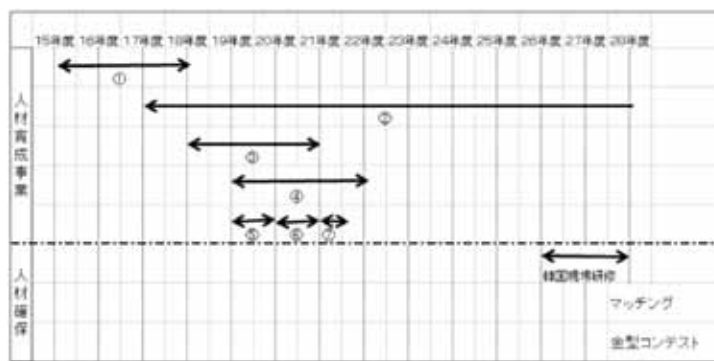 15年度 16年度 17年度 18年度 19年度 20年度 21年度 22年度 23年度 24年度 25年度 26年度 27年度 28年度
人材育成事業
①
②
③
④
⑤ ⑥ ⑦
人材確保
韓国現場研修
マッチング
金型コンテスト